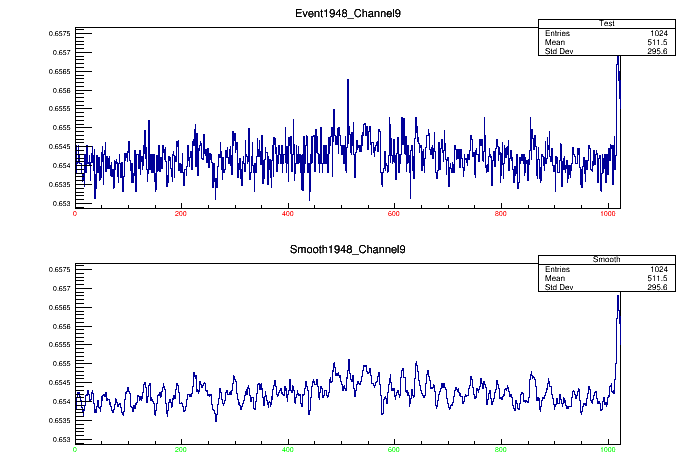 Event1948_Channel9
Test
Entries 1024
Mean 511.5
Std Dev 295.6
0.6575
0.657
0.6565
0.656
0.6555
0.655
0.6545
0.654
0.6535
0.653
0 200 400 600 800 1000
Smooth1948_Channel9
Smooth
Entries 1024
Mean 511.5
Std Dev 295.6
0.6575
0.657
0.6565
0.656
0.6555
0.655
0.6545
0.654
0.6535
0.653
0 200 400 600 800 1000